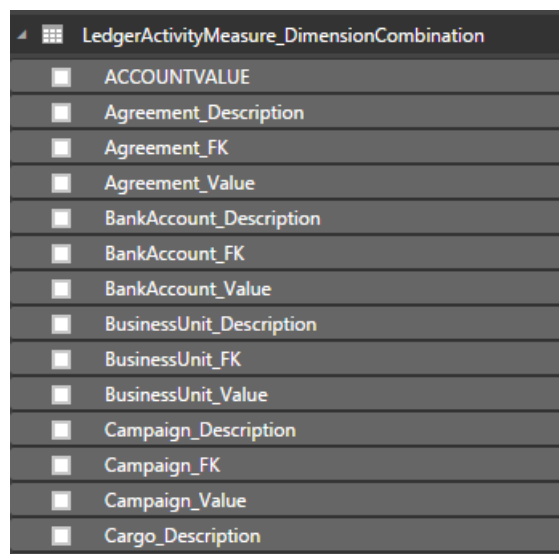 LedgerActivityMeasure_DimensionCombination
ACCOUNTVALUE
Agreement_Description
Agreement_FK
Agreement_Value
BankAccount_Description
BankAccount_FK
BankAccount_Value
BusinessUnit_Description
BusinessUnit_FK
BusinessUnit_Value
Campaign_Description
Campaign_FK
Campaign_Value
Cargo_Description